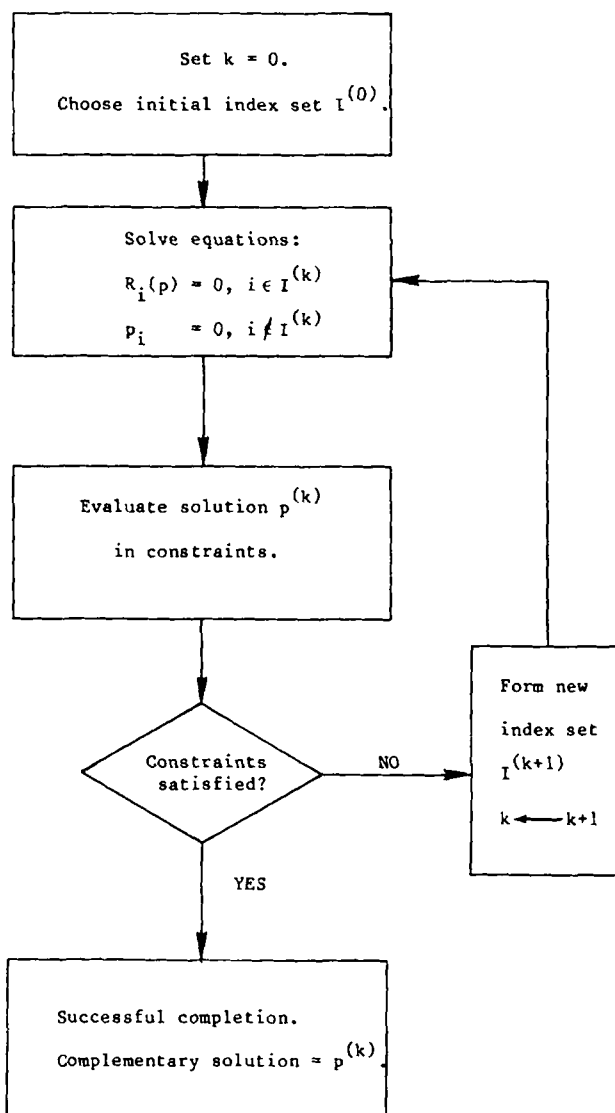 Set k = 0.
Choose initial index set I^(0).
Solve equations:
R_i(p) = 0, i ∈ I^(k)
p_i = 0, i ∉ I^(k)
Evaluate solution p^(k)
in constraints.
Constraints
satisfied?
NO
Form new
index set
I^(k+1)
k ← k+1
YES
Successful completion.
Complementary solution = p^(k).